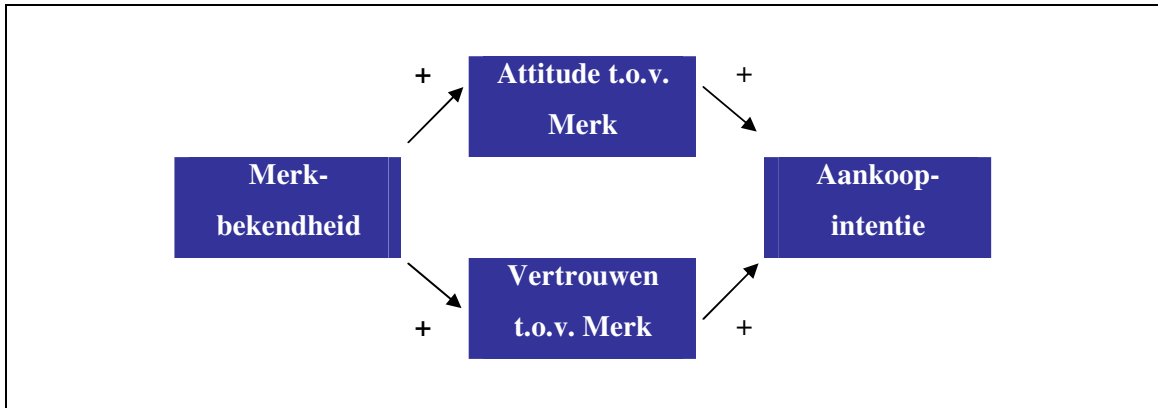 +
Attitude t.o.v.
Merk
+
Merk-
bekendheid
Aankoop-
intentie
+
Vertrouwen
t.o.v. Merk
+